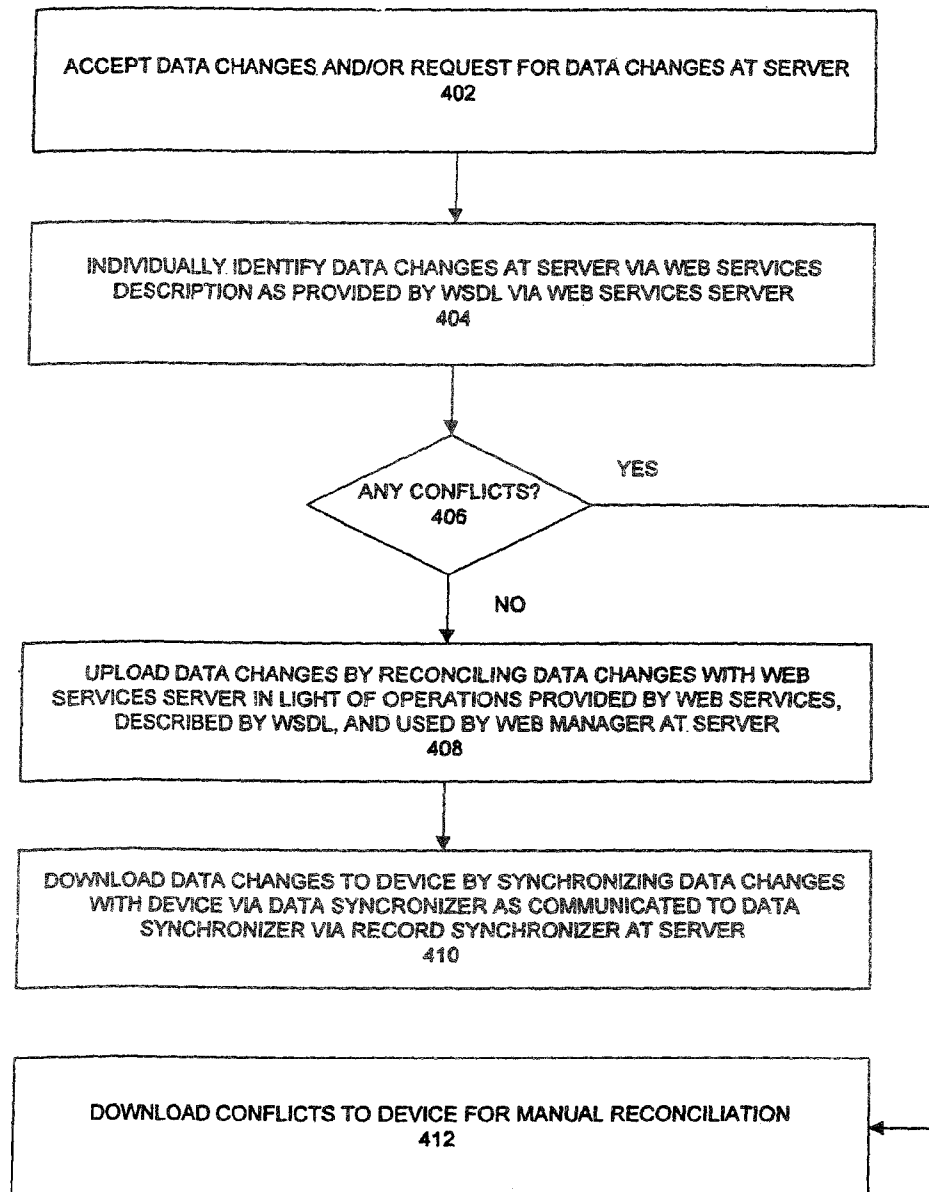 ACCEPT DATA CHANGES AND/OR REQUEST FOR DATA CHANGES AT SERVER
402
INDIVIDUALLY IDENTIFY DATA CHANGES AT SERVER VIA WEB SERVICES
DESCRIPTION AS PROVIDED BY WSDL VIA WEB SERVICES SERVER
404
YES
ANY CONFLICTS?
406
NO
UPLOAD DATA CHANGES BY RECONCILING DATA CHANGES WITH WEB
SERVICES SERVER IN LIGHT OF OPERATIONS PROVIDED BY WEB SERVICES,
DESCRIBED BY WSDL, AND USED BY WEB MANAGER AT SERVER
408
DOWNLOAD DATA CHANGES TO DEVICE BY SYNCHRONIZING DATA CHANGES
WITH DEVICE VIA DATA SYNCRONIZER AS COMMUNICATED TO DATA
SYNCHRONIZER VIA RECORD SYNCHRONIZER AT SERVER
410
DOWNLOAD CONFLICTS TO DEVICE FOR MANUAL RECONCILIATION
412